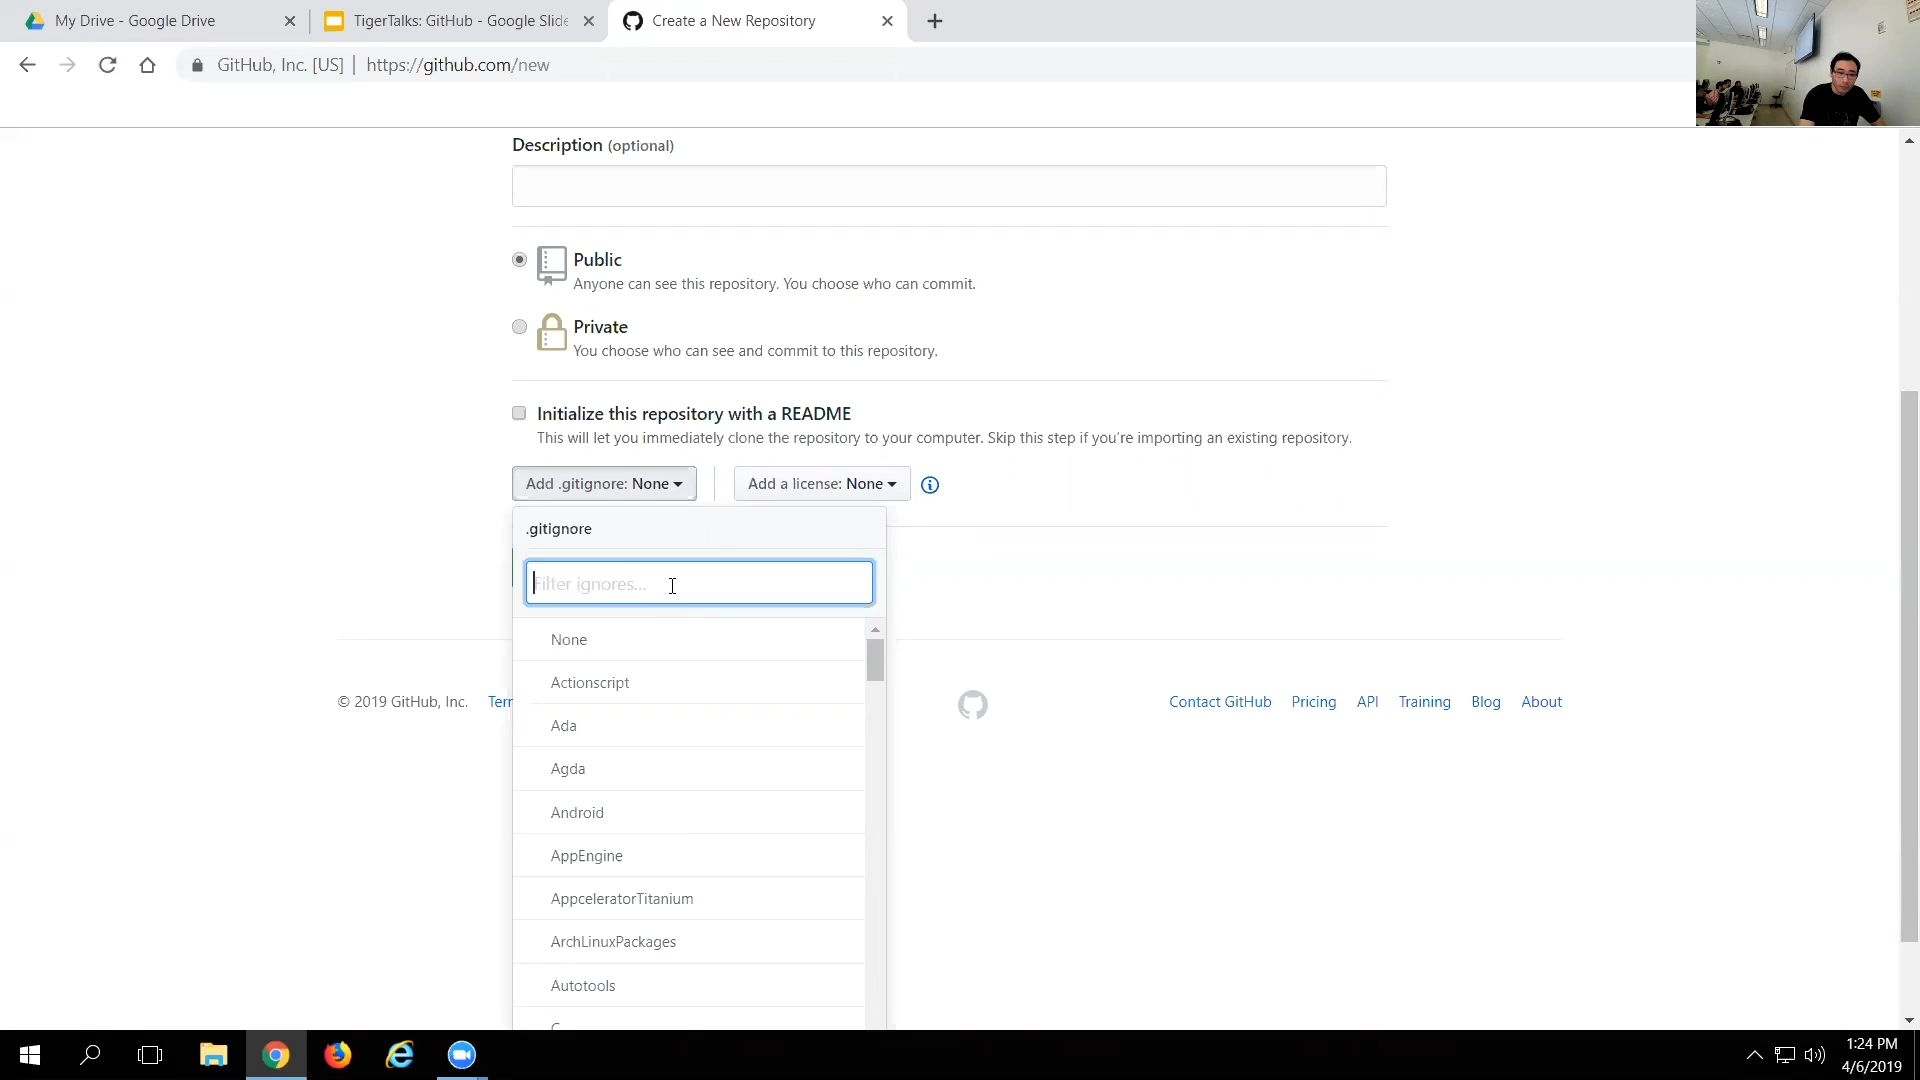 My Drive - Google Drive
TigerTalks: GitHub - Google Slide
Create a New Repository
GitHub, Inc. [US] | https://github.com/new
Description (optional)
Public
Anyone can see this repository. You choose who can commit.
Private
You choose who can see and commit to this repository.
Initialize this repository with a README
This will let you immediately clone the repository to your computer. Skip this step if you’re importing an existing repository.
Add .gitignore: None
Add a license: None
.gitignore
Filter ignores...
None
Actionscript
Ada
Agda
Android
AppEngine
AppceleratorTitanium
ArchLinuxPackages
Autotools
© 2019 GitHub, Inc.
Terr
Contact GitHub
Pricing
API
Training
Blog
About
1:24 PM
4/6/2019